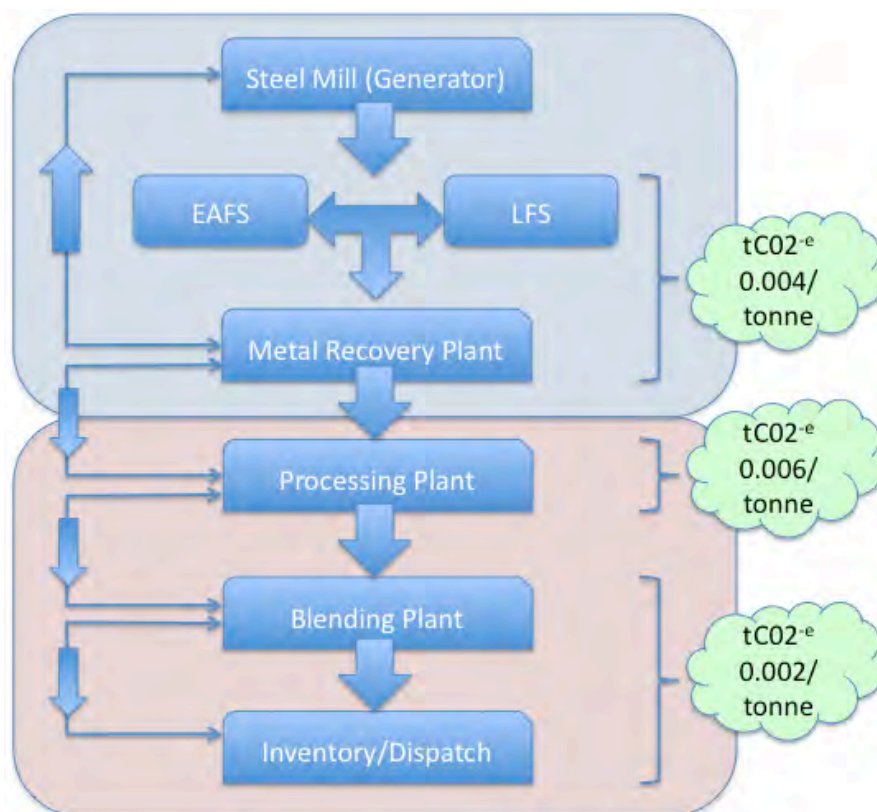 Steel Mill (Generator)
EAFS
LFS
tC02-e
0.004/
tonne
Metal Recovery Plant
tC02-e
0.006/
tonne
Processing Plant
Blending Plant
tC02-e
0.002/
tonne
Inventory/Dispatch